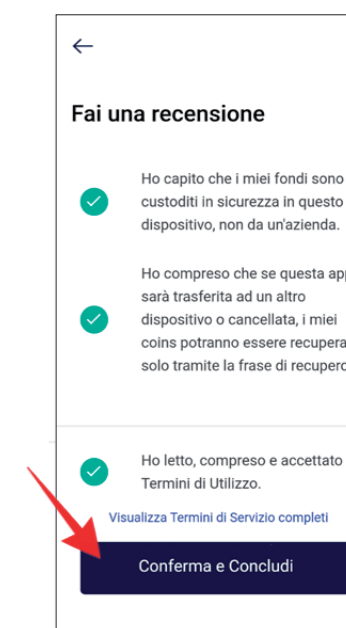 Fai una recensione
Ho capito che i miei fondi sono
custoditi in sicurezza in questo
dispositivo, non da un'azienda.
Ho compreso che se questa app
sarà trasferita ad un altro
dispositivo o cancellata, i miei
coins potranno essere recupera
solo tramite la frase di recupero
Ho letto, compreso e accettato
Termini di Utilizzo.
Visualizza Termini di Servizio completi
Conferma e Concludi